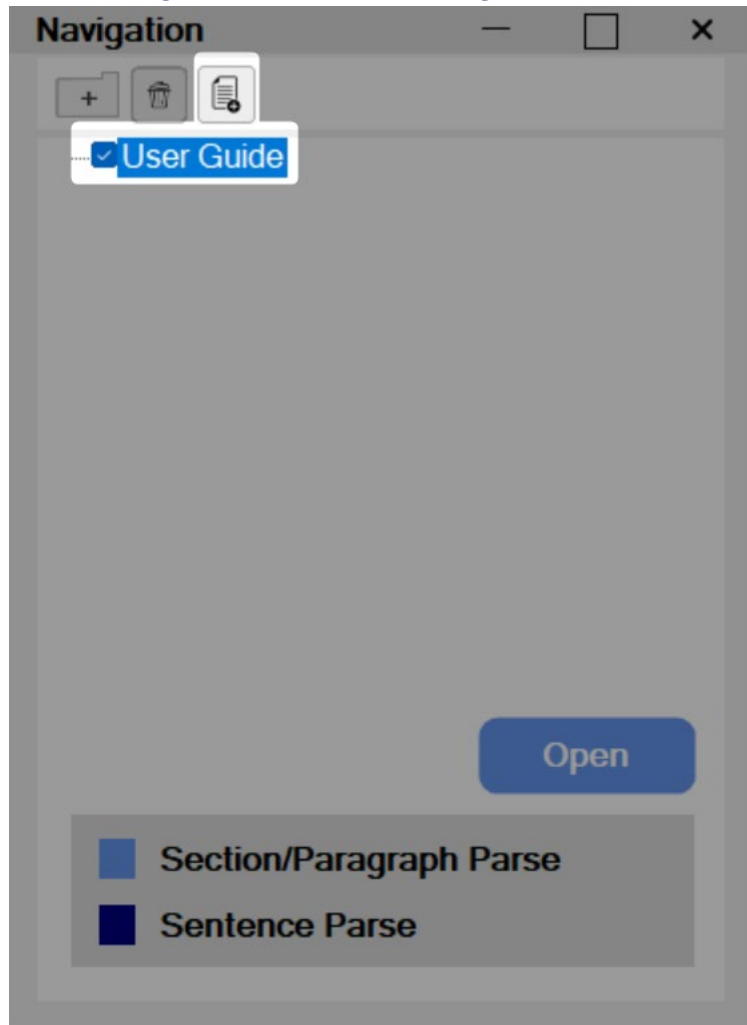 Navigation
User Guide
Open
Section/Paragraph Parse
Sentence Parse